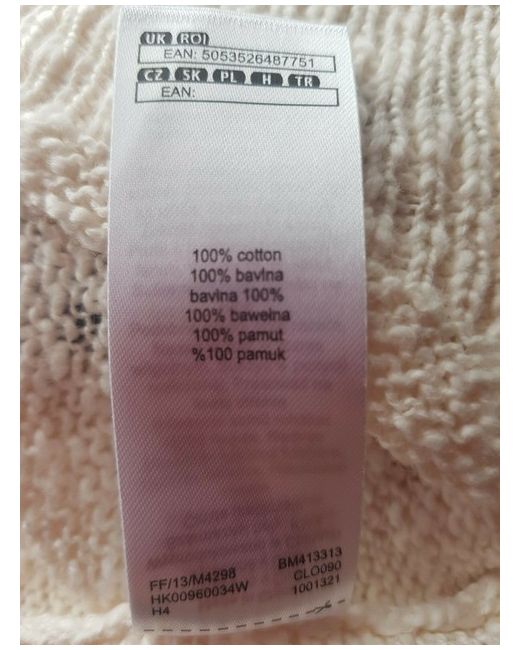 UK ROI
EAN: 5053526487751
CZ SK PL H TR
EAN:
100% cotton
100% bavlna
bavlna 100%
100% bawełna
100% pamut
%100 pamuk
FF/13/M4298 BM413313
HK00960034W CLO090
H4 1001321